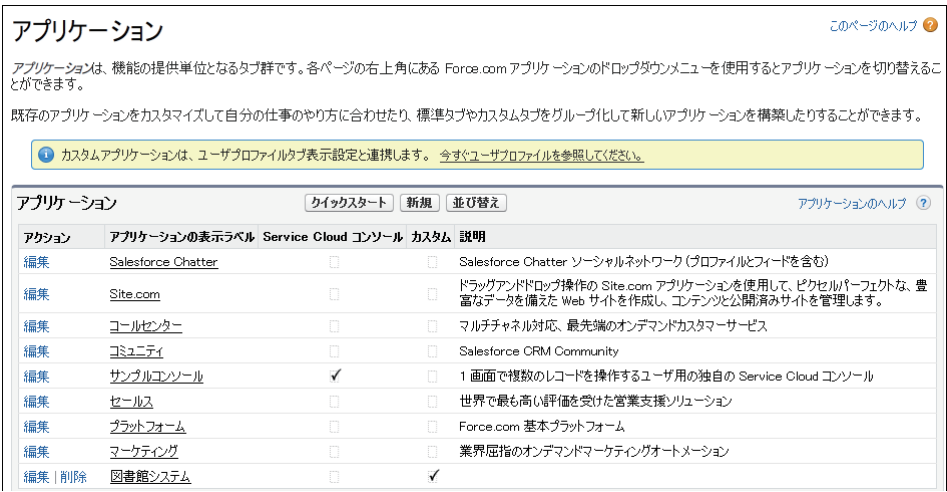 アプリケーション
このページのヘルプ
アプリケーションは、機能の提供単位となるタブ群です。各ページの右上角にある Force.com アプリケーションのドロップダウンメニューを使用するとアプリケーションを切り替えるこ
とができます。
既存のアプリケーションをカスタマイズして自分の仕事のやり方に合わせたり、標準タブやカスタムタブをグループ化して新しいアプリケーションを構築したりすることができます。
カスタムアプリケーションは、ユーザプロファイルタブ表示設定と連携します。 今すぐユーザプロファイルを参照してください。
アプリケーション クイックスタート 新規 並び替え アプリケーションのヘルプ ?
アクション アプリケーションの表示ラベル Service Cloud コンソール カスタム 説明
編集 Salesforce Chatter Salesforce Chatter ソーシャルネットワーク (プロファイルとフィードを含む)
編集 Site.com ドラッグアンドドロップ操作の Site.com アプリケーションを使用して、ピクセルパーフェクトな、豊
富なデータを備えた Web サイトを作成し、コンテンツと公開済みサイトを管理します。
編集 コールセンター マルチチャネル対応、最先端のオンデマンドカスタマーサービス
編集 コミュニティ Salesforce CRM Community
編集 サンプルコンソール 1 画面で複数のレコードを操作するユーザ用の独自の Service Cloud コンソール
編集 セールス 世界で最も高い評価を受けた営業支援ソリューション
編集 プラットフォーム Force.com 基本プラットフォーム
編集 マーケティング 業界屈指のオンデマンドマーケティングオートメーション
編集 | 削除 図書館システム